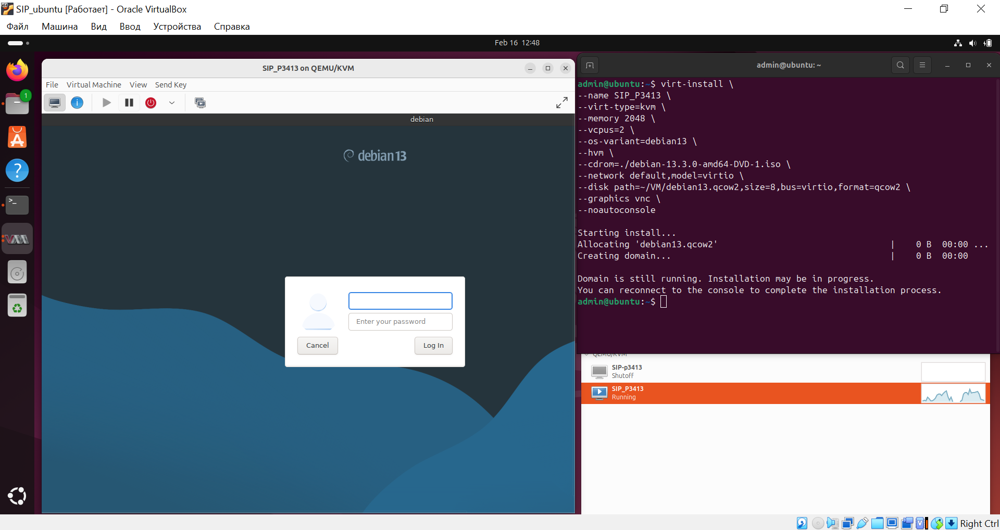 SIP_ubuntu [Работает] - Oracle VirtualBox
Файл Машина Вид Ввод Устройства Справка
Feb 16 12:48
1
SIP_P3413 on QEMU/KVM
File Virtual Machine View Send Key
debian
debian 13
Enter your password
Cancel Log In
admin@ubuntu: ~
admin@ubuntu:~$ virt-install \
--name SIP_P3413 \
--virt-type=kvm \
--memory 2048 \
--vcpus=2 \
--os-variant=debian13 \
--hvm \
--cdrom=./debian-13.3.0-amd64-DVD-1.iso \
--network default,model=virtio \
--disk path=~/VM/debian13.qcow2,size=8,bus=virtio,format=qcow2 \
--graphics vnc \
--noautoconsole
Starting install...
Allocating 'debian13.qcow2' | 0 B 00:00 ...
Creating domain... | 0 B 00:00
Domain is still running. Installation may be in progress.
You can reconnect to the console to complete the installation process.
admin@ubuntu:~$
QEMU/KVM
SIP-p3413
Shutoff
SIP_P3413
Running
Right Ctrl